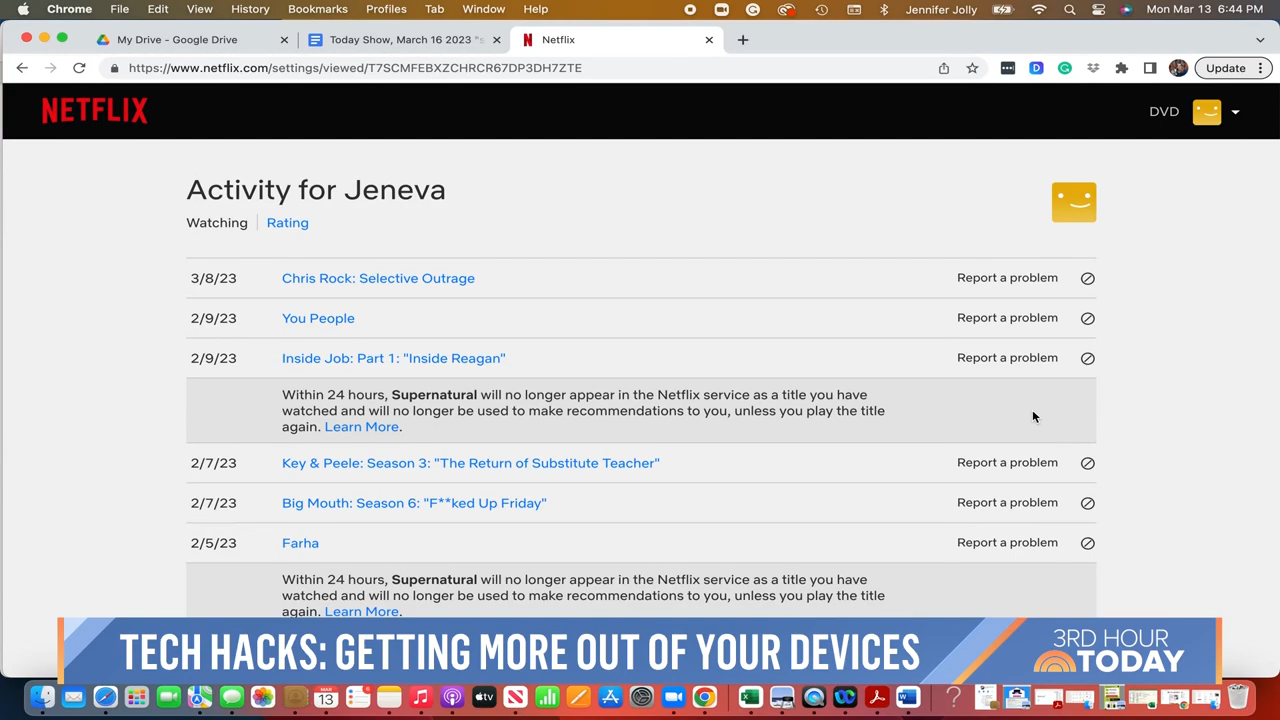 Chrome File Edit View History Bookmarks Profiles Tab Window Help Jennifer Jolly Mon Mar 13 6:44 PM
My Drive - Google Drive
Today Show, March 16 2023 "s
Netflix
https://www.netflix.com/settings/viewed/T7SCMFEBXZCHRCR67DP3DH7ZTE
Update
NETFLIX
DVD
Activity for Jeneva
Watching Rating
3/8/23 Chris Rock: Selective Outrage Report a problem
2/9/23 You People Report a problem
2/9/23 Inside Job: Part 1: "Inside Reagan" Report a problem
Within 24 hours, Supernatural will no longer appear in the Netflix service as a title you have
watched and will no longer be used to make recommendations to you, unless you play the title
again. Learn More.
2/7/23 Key & Peele: Season 3: "The Return of Substitute Teacher" Report a problem
2/7/23 Big Mouth: Season 6: "F**ked Up Friday" Report a problem
2/5/23 Farha Report a problem
Within 24 hours, Supernatural will no longer appear in the Netflix service as a title you have
watched and will no longer be used to make recommendations to you, unless you play the title
again. Learn More.
TECH HACKS: GETTING MORE OUT OF YOUR DEVICES
3RD HOUR
TODAY
MAR
13
tv